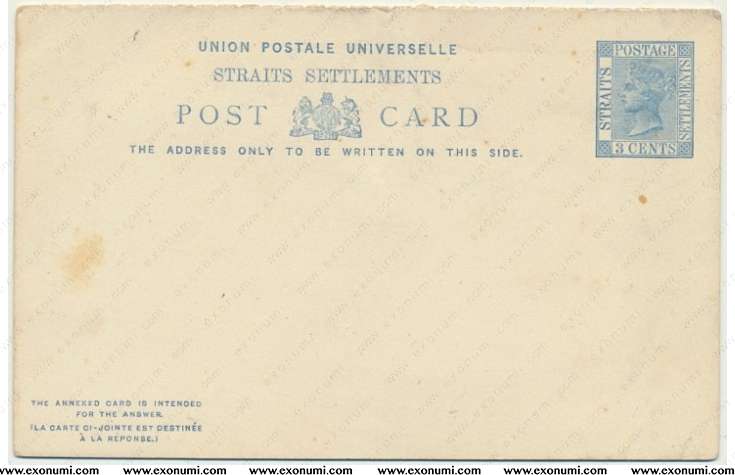 UNION POSTALE UNIVERSELLE
STRAITS SETTLEMENTS
POST CARD
THE ADDRESS ONLY TO BE WRITTEN ON THIS SIDE.
POSTAGE
STRAITS
SETTLEMENTS
3 CENTS
THE ANNEXED CARD IS INTENDED
FOR THE ANSWER.
(LA CARTE CI-JOINTE EST DESTINÉE
À LA RÉPONSE.)
www.exonumi.com www.exonumi.com www.exonumi.com www.exonumi.com www.exonumi.com www.exonumi.com